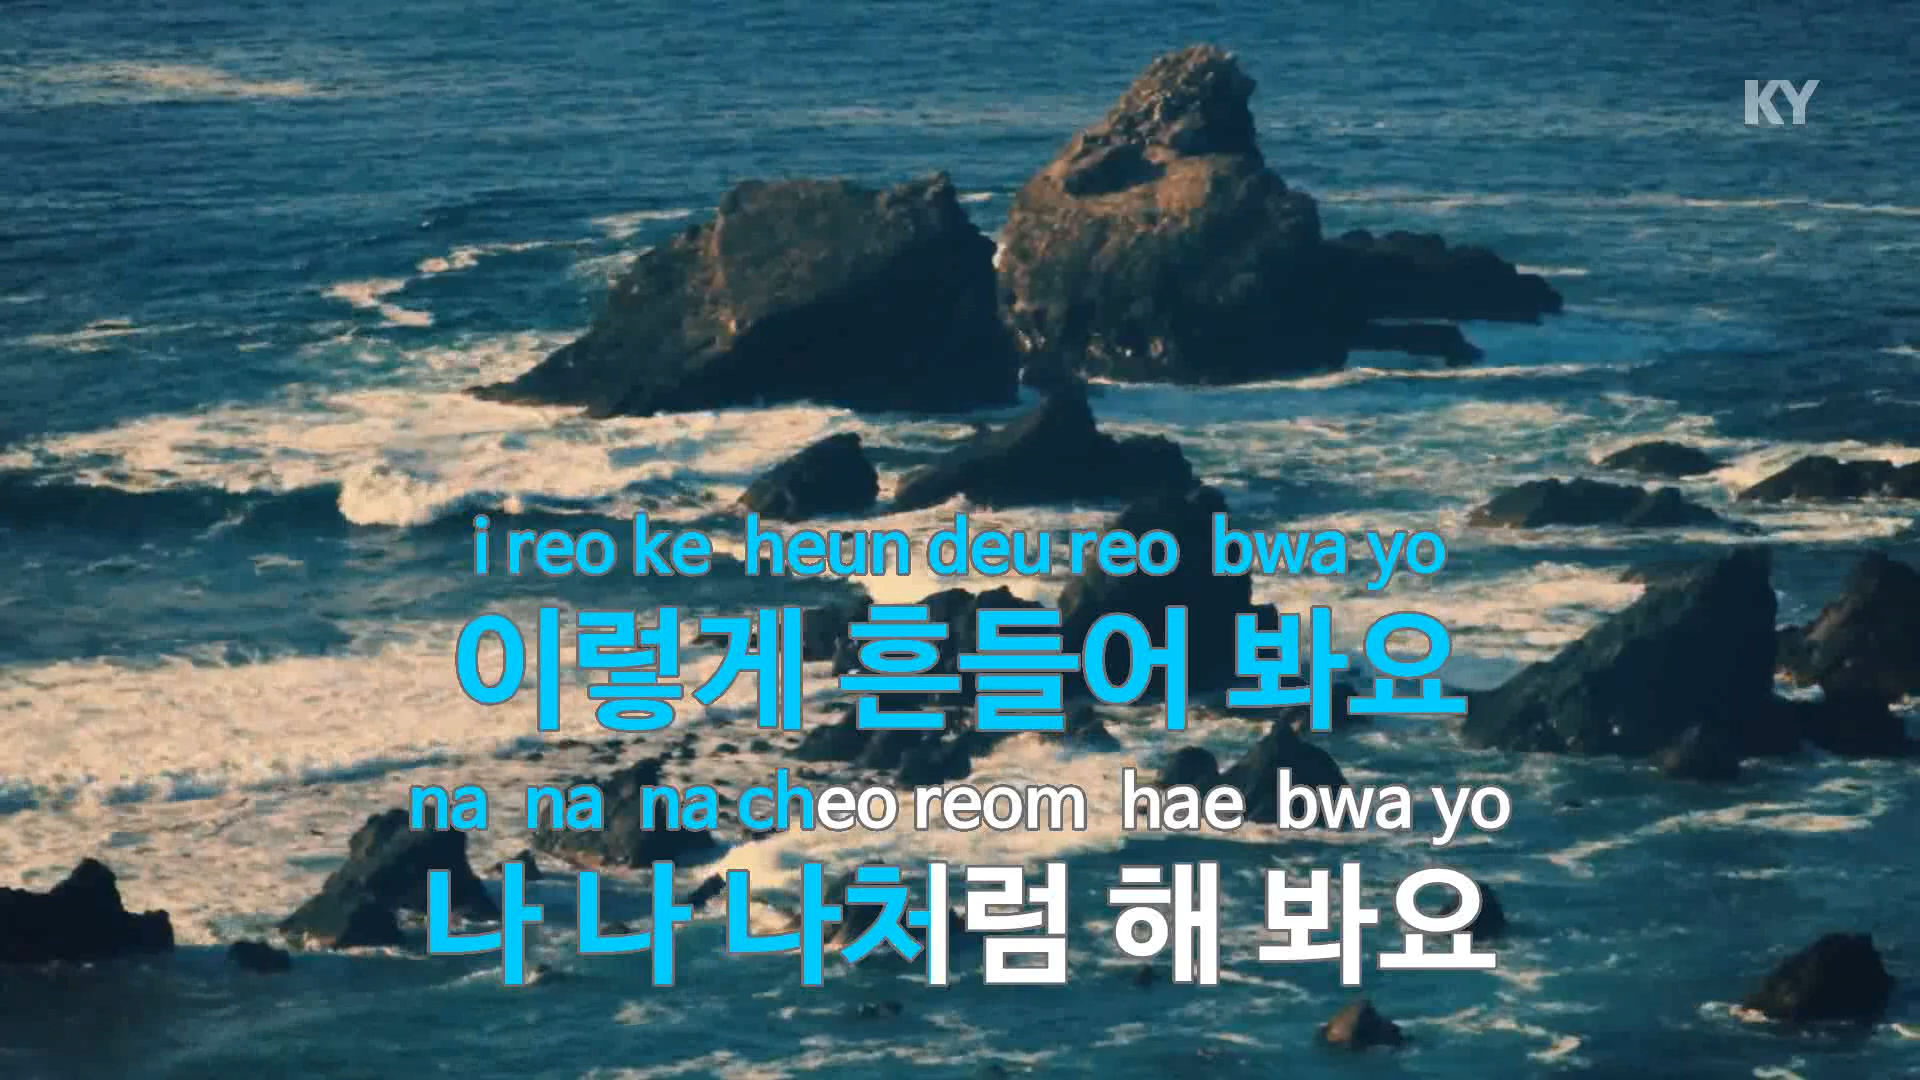 KY
i reo ke heun deu reo bwa yo
이렇게 흔들어 봐요
na na na cheo reom hae bwa yo
나 나 나처럼 해 봐요